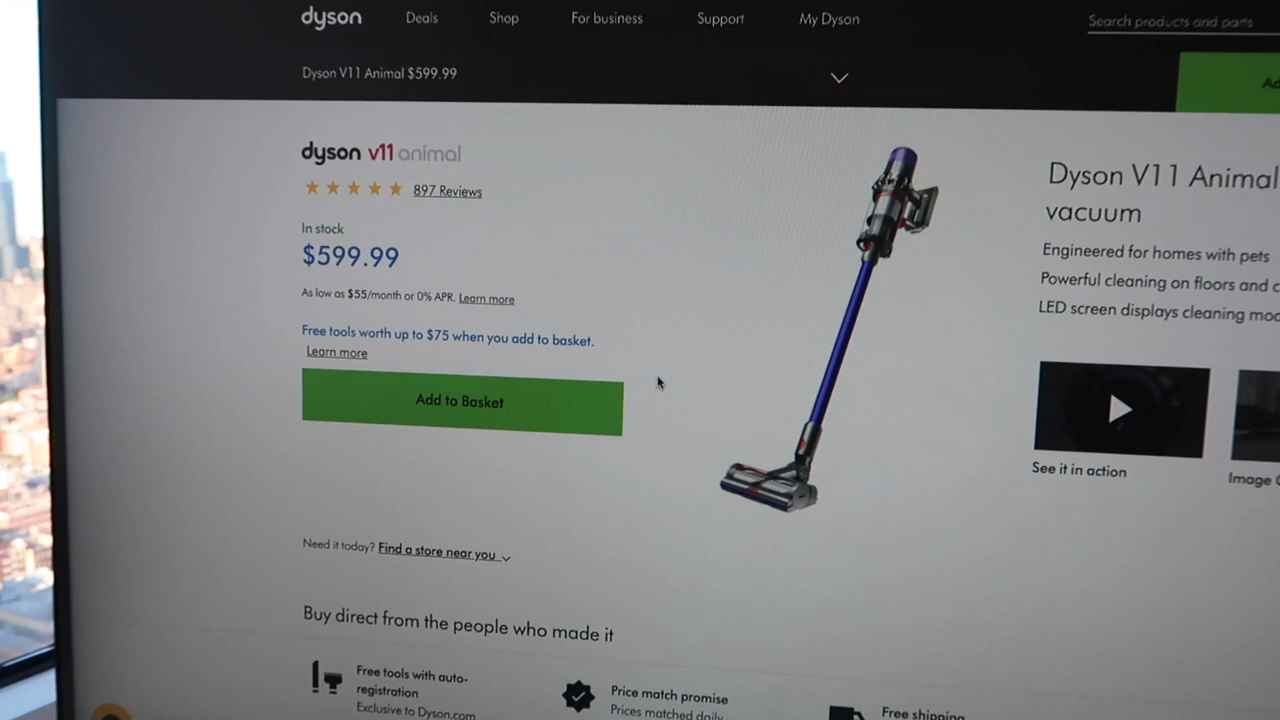 dyson
Deals
Shop
For business
Support
My Dyson
Search products and parts
Dyson V11 Animal $599.99
dyson v11 animal
897 Reviews
In stock
$599.99
As low as $55/month or 0% APR. Learn more
Free tools worth up to $75 when you add to basket.
Learn more
Add to Basket
Need it today? Find a store near you
Buy direct from the people who made it
Free tools with auto-
registration
Exclusive to Dyson.com
Price match promise
Prices matched daily
Free shipping
Dyson V11 Animal
vacuum
Engineered for homes with pets
Powerful cleaning on floors and
LED screen displays cleaning
See it in action
Image